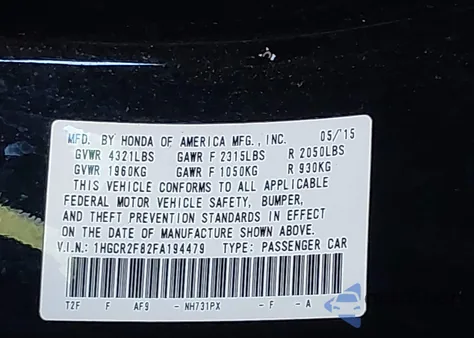 MFD. BY HONDA OF AMERICA MFG., INC. 05/'15
GVWR 4321LBS GAWR F 2315LBS R 2050LBS
GVWR 1960KG GAWR F 1050KG R 930KG
THIS VEHICLE CONFORMS TO ALL APPLICABLE
FEDERAL MOTOR VEHICLE SAFETY, BUMPER,
AND THEFT PREVENTION STANDARDS IN EFFECT
ON THE DATE OF MANUFACTURE SHOWN ABOVE.
V.I.N.: 1HGCR2F82FA194479 TYPE: PASSENGER CAR
T2F F AF9 - NH731PX - F - A